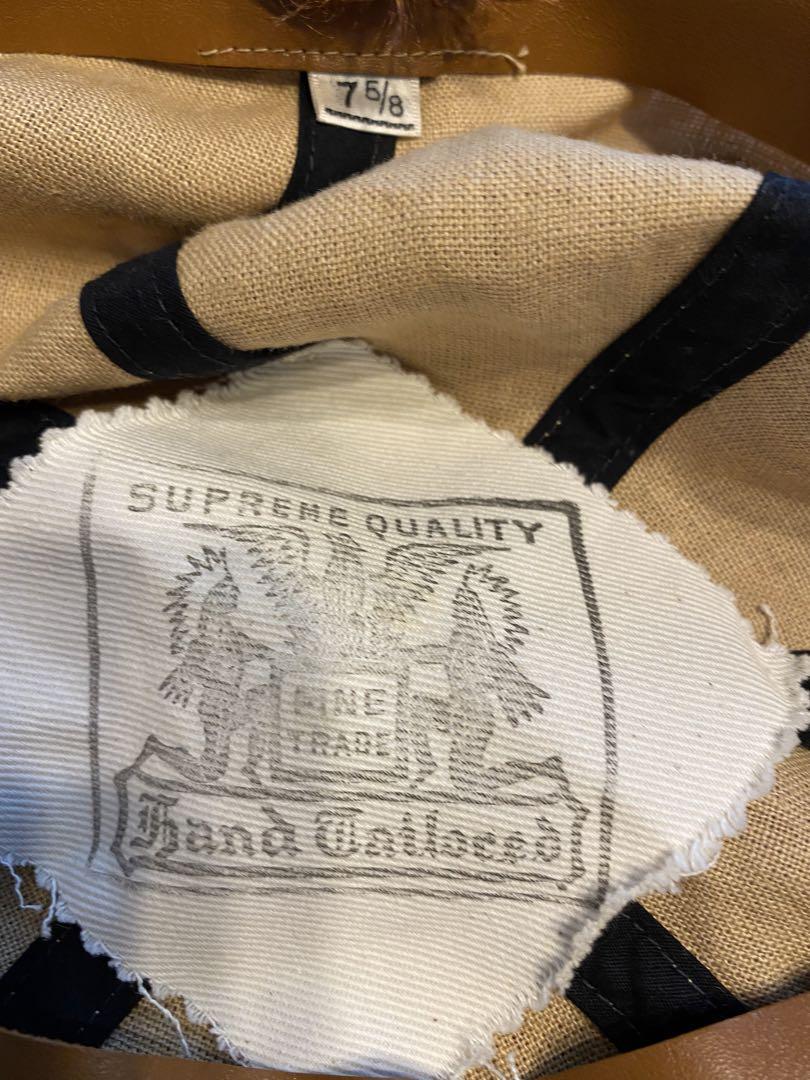 7 5/8
SUPREME QUALITY
FINE
TRADE
Hand Tailored